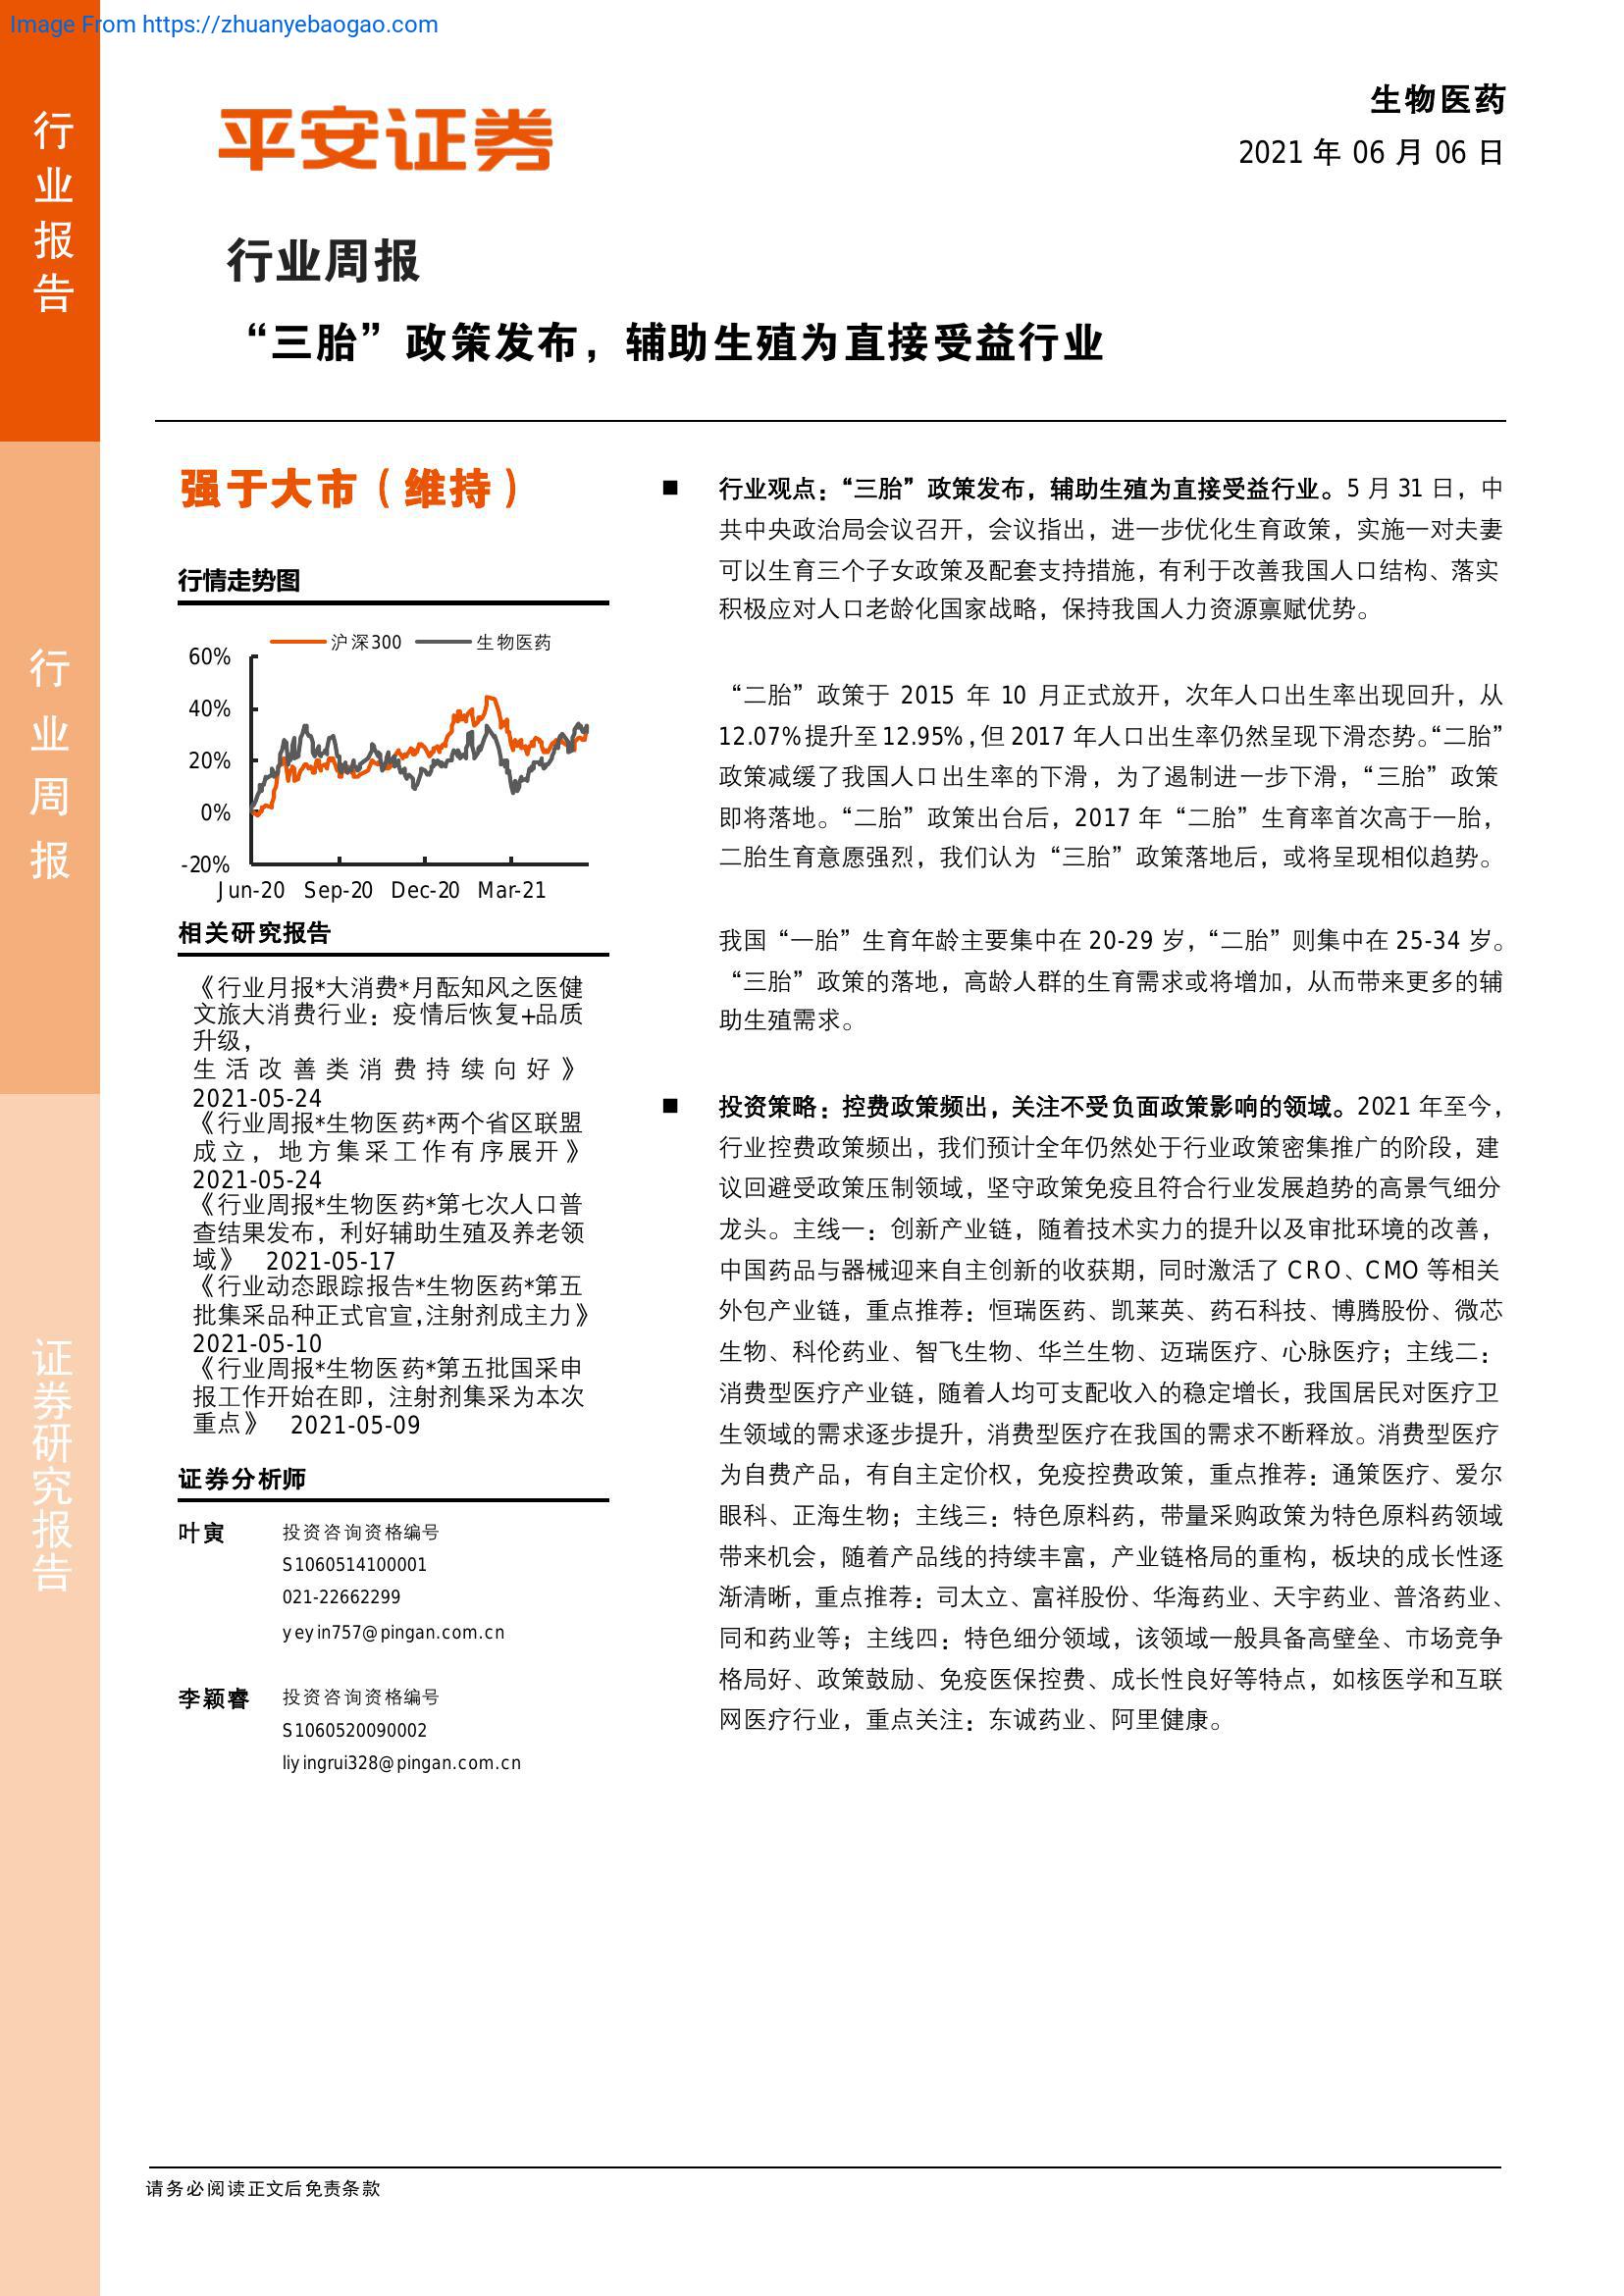 Image From https://zhuanyebaogao.com
行业报告
行业周报
证券研究报告
平安证券
生物医药
2021 年 06 月 06 日
行业周报
“三胎”政策发布，辅助生殖为直接受益行业
强于大市（维持）
行情走势图
沪深300 生物医药
60%
40%
20%
0%
-20%
Jun-20 Sep-20 Dec-20 Mar-21
相关研究报告
《行业月报*大消费*月酝知风之医健
文旅大消费行业：疫情后恢复+品质
升级，
生活改善类消费持续向好》
2021-05-24
《行业周报*生物医药*两个省区联盟
成立，地方集采工作有序展开》
2021-05-24
《行业周报*生物医药*第七次人口普
查结果发布，利好辅助生殖及养老领
域》 2021-05-17
《行业动态跟踪报告*生物医药*第五
批集采品种正式官宣,注射剂成主力》
2021-05-10
《行业周报*生物医药*第五批国采申
报工作开始在即，注射剂集采为本次
重点》 2021-05-09
证券分析师
叶寅 投资咨询资格编号
S1060514100001
021-22662299
yeyin757@pingan.com.cn
李颖睿 投资咨询资格编号
S1060520090002
liyingrui328@pingan.com.cn
■ 行业观点：“三胎”政策发布，辅助生殖为直接受益行业。5 月 31 日，中
共中央政治局会议召开，会议指出，进一步优化生育政策，实施一对夫妻
可以生育三个子女政策及配套支持措施，有利于改善我国人口结构、落实
积极应对人口老龄化国家战略，保持我国人力资源禀赋优势。
“二胎”政策于 2015 年 10 月正式放开，次年人口出生率出现回升，从
12.07%提升至 12.95%,但 2017 年人口出生率仍然呈现下滑态势。“二胎”
政策减缓了我国人口出生率的下滑，为了遏制进一步下滑，“三胎”政策
即将落地。“二胎”政策出台后，2017 年“二胎”生育率首次高于一胎，
二胎生育意愿强烈，我们认为“三胎”政策落地后，或将呈现相似趋势。
我国“一胎”生育年龄主要集中在 20-29 岁，“二胎”则集中在 25-34 岁。
“三胎”政策的落地，高龄人群的生育需求或将增加，从而带来更多的辅
助生殖需求。
■ 投资策略：控费政策频出，关注不受负面政策影响的领域。2021 年至今，
行业控费政策频出，我们预计全年仍然处于行业政策密集推广的阶段，建
议回避受政策压制领域，坚守政策免疫且符合行业发展趋势的高景气细分
龙头。主线一：创新产业链，随着技术实力的提升以及审批环境的改善，
中国药品与器械迎来自主创新的收获期，同时激活了 CRO、CMO 等相关
外包产业链，重点推荐：恒瑞医药、凯莱英、药石科技、博腾股份、微芯
生物、科伦药业、智飞生物、华兰生物、迈瑞医疗、心脉医疗；主线二：
消费型医疗产业链，随着人均可支配收入的稳定增长，我国居民对医疗卫
生领域的需求逐步提升，消费型医疗在我国的需求不断释放。消费型医疗
为自费产品，有自主定价权，免疫控费政策，重点推荐：通策医疗、爱尔
眼科、正海生物；主线三：特色原料药，带量采购政策为特色原料药领域
带来机会，随着产品线的持续丰富，产业链格局的重构，板块的成长性逐
渐清晰，重点推荐：司太立、富祥股份、华海药业、天宇药业、普洛药业、
同和药业等；主线四：特色细分领域，该领域一般具备高壁垒、市场竞争
格局好、政策鼓励、免疫医保控费、成长性良好等特点，如核医学和互联
网医疗行业，重点关注：东诚药业、阿里健康。
请务必阅读正文后免责条款